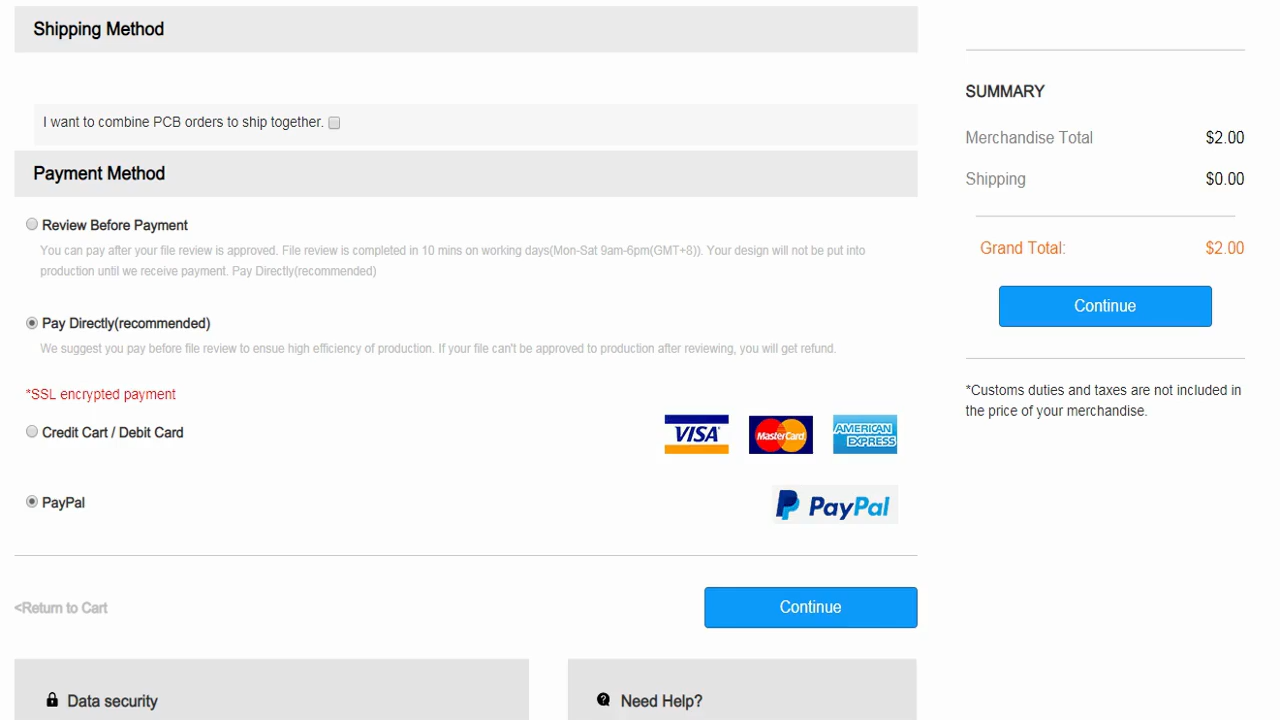 Shipping Method
I want to combine PCB orders to ship together.
Payment Method
Review Before Payment
You can pay after your file review is approved. File review is completed in 10 mins on working days(Mon-Sat 9am-6pm(GMT+8)). Your design will not be put into
production until we receive payment. Pay Directly(recommended)
Pay Directly(recommended)
We suggest you pay before file review to ensue high efficiency of production. If your file can't be approved to production after reviewing, you will get refund.
*SSL encrypted payment
Credit Cart / Debit Card
VISA
MasterCard
AMERICAN
EXPRESS
PayPal
PayPal
<Return to Cart
Continue
Data security
Need Help?
SUMMARY
Merchandise Total $2.00
Shipping $0.00
Grand Total: $2.00
Continue
*Customs duties and taxes are not included in
the price of your merchandise.